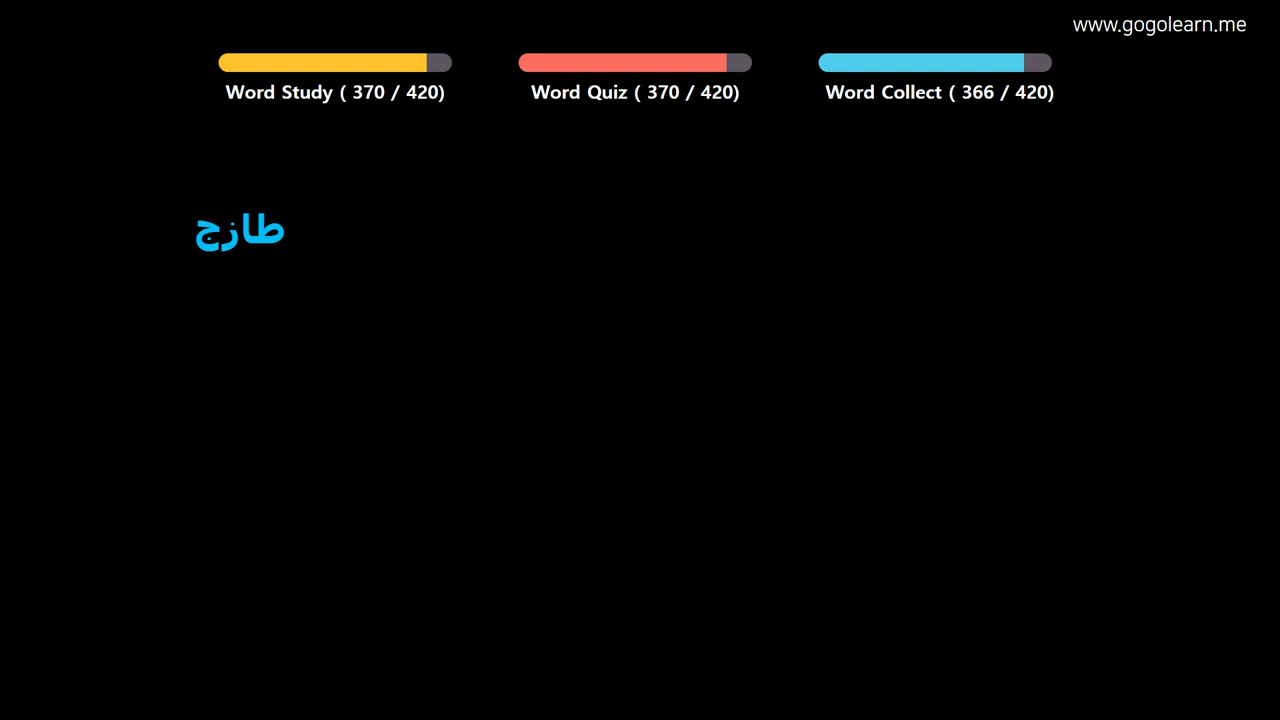 www.gogolearn.me
Word Study ( 370 / 420)
Word Quiz ( 370 / 420)
Word Collect ( 366 / 420)
طازج